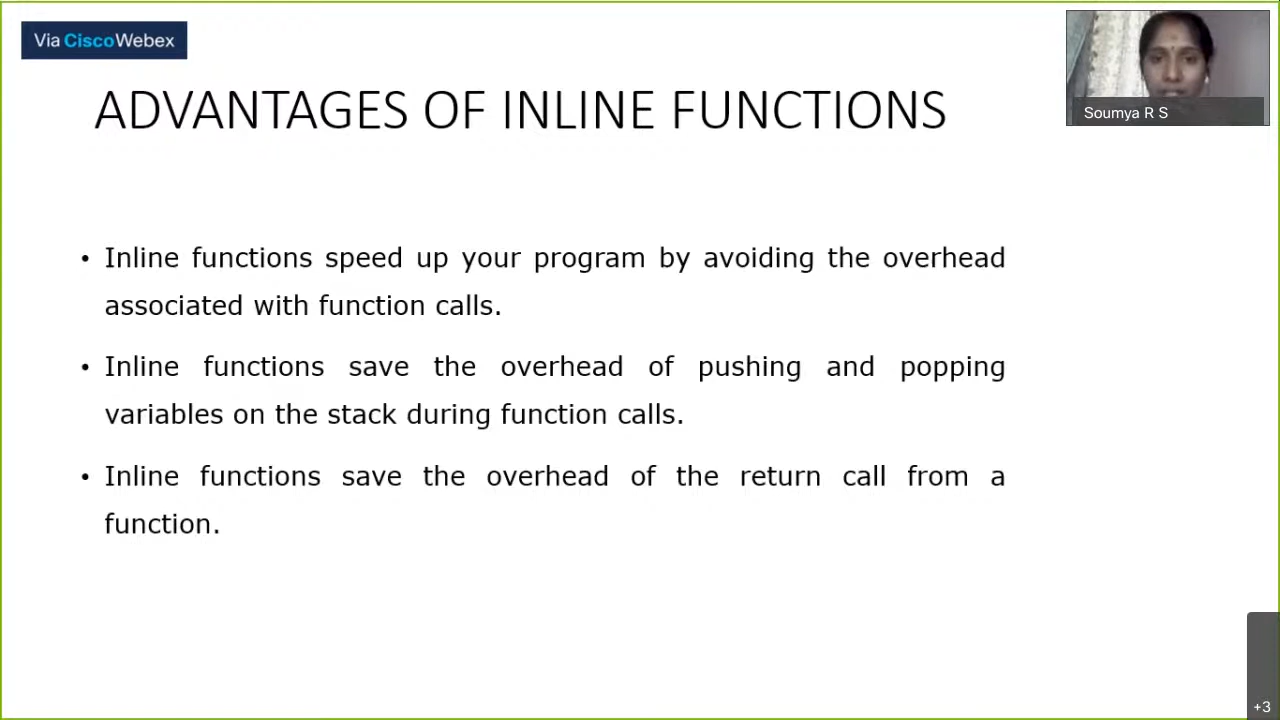 Via CiscoWebex
Soumya R S
ADVANTAGES OF INLINE FUNCTIONS
• Inline functions speed up your program by avoiding the overhead
associated with function calls.
• Inline functions save the overhead of pushing and popping
variables on the stack during function calls.
• Inline functions save the overhead of the return call from a
function.
+3